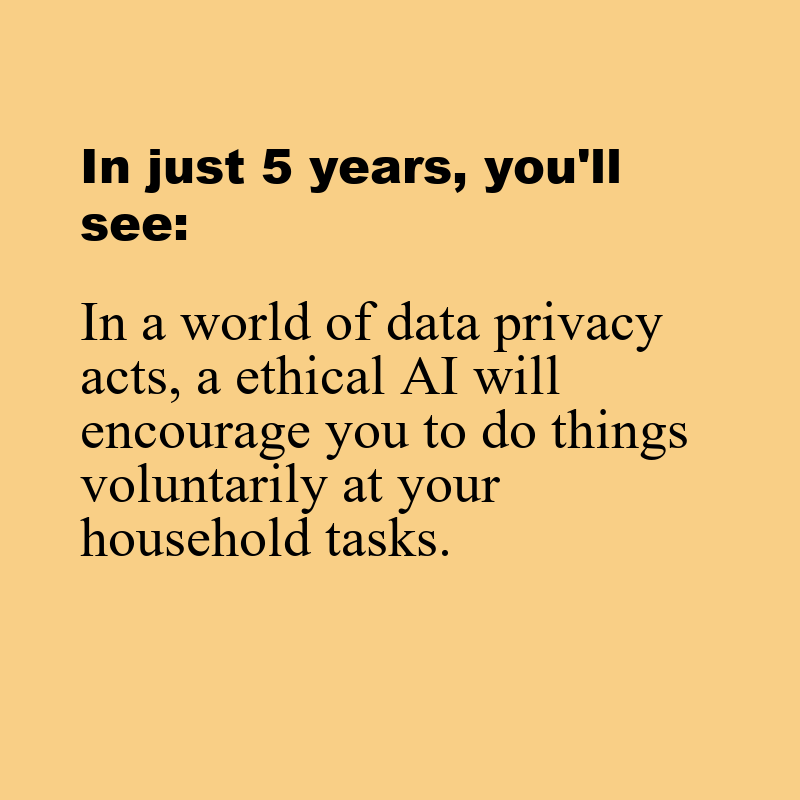 In just 5 years, you'll
see:
In a world of data privacy
acts, a ethical AI will
encourage you to do things
voluntarily at your
household tasks.